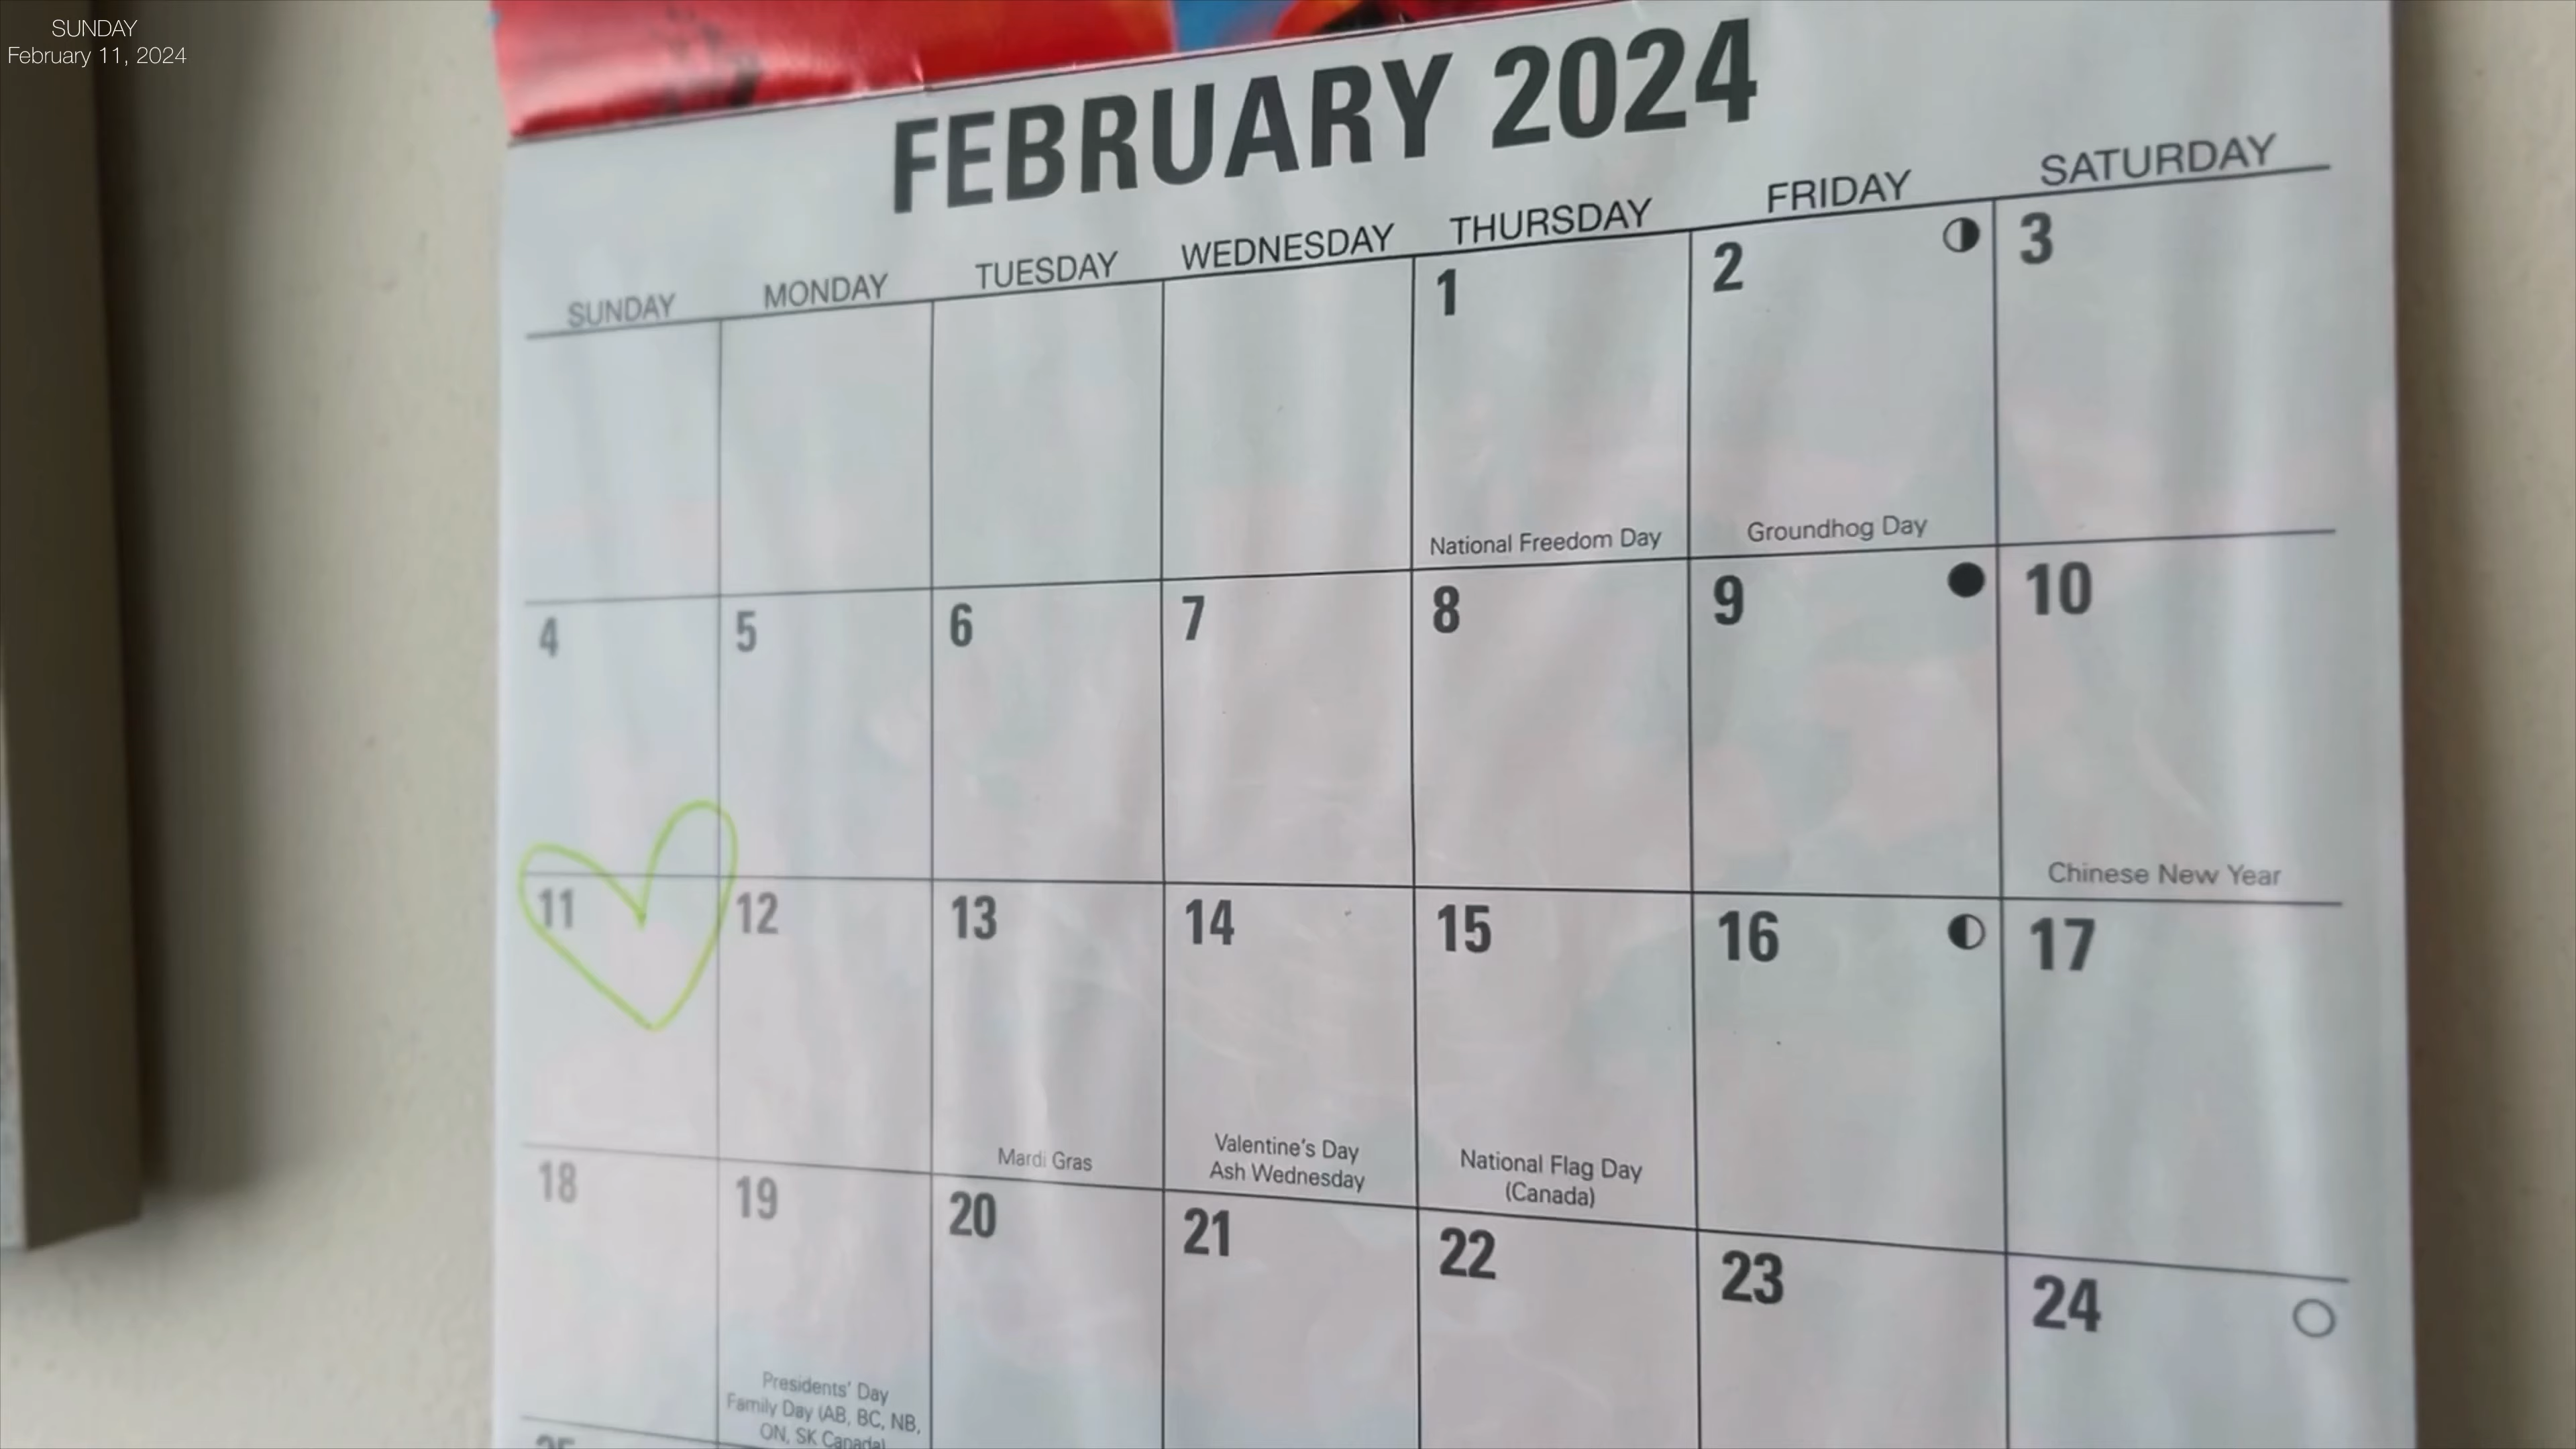 SUNDAY
February 11, 2024
FEBRUARY 2024
SUNDAY MONDAY TUESDAY WEDNESDAY THURSDAY FRIDAY SATURDAY
1 2 3
National Freedom Day Groundhog Day
4 5 6 7 8 9 10
Chinese New Year
11 12 13 14 15 16 17
Mardi Gras Valentine's Day National Flag Day
Ash Wednesday (Canada)
18 19 20 21 22 23 24
Presidents' Day
Family Day (AB, BC, NB,
ON, SK Canada)